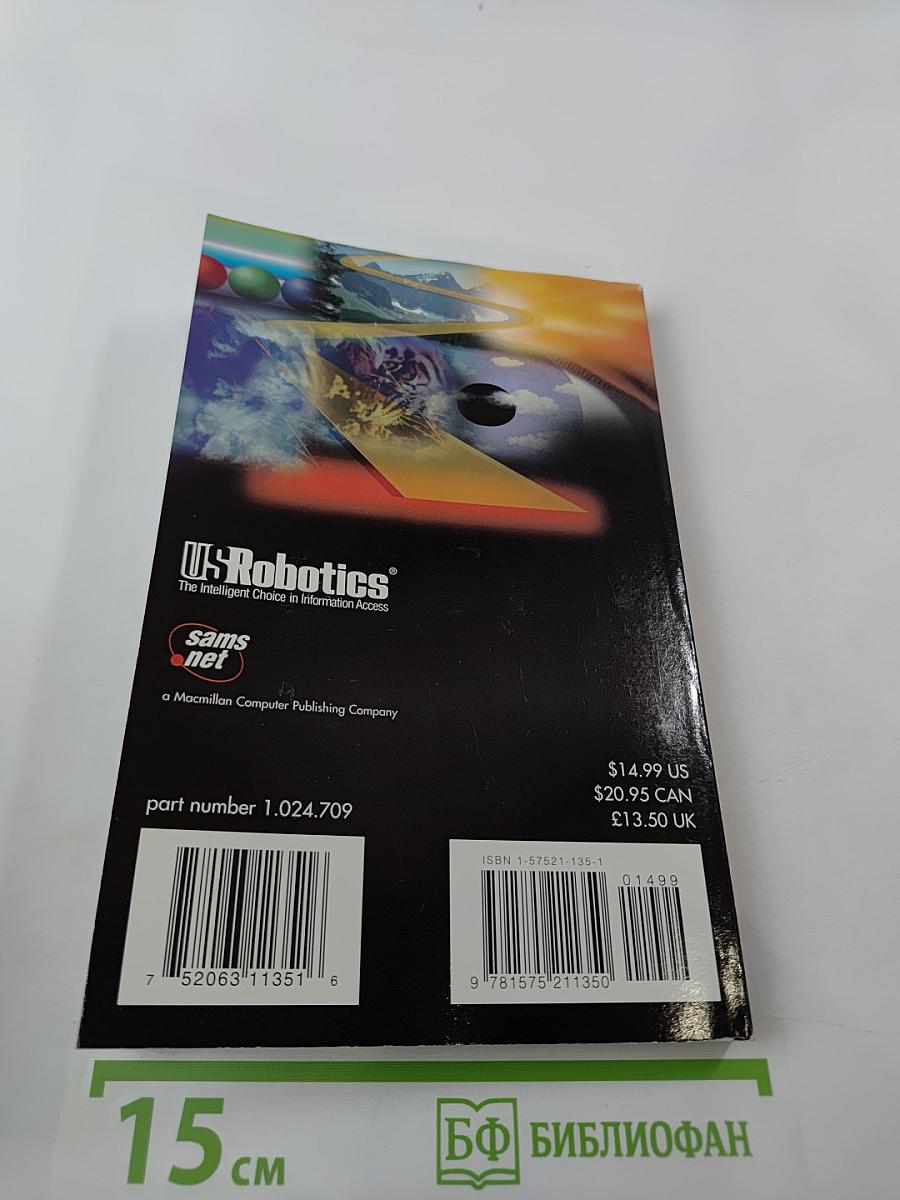 USRobotics®
The Intelligent Choice in Information Access
sams
.net
a Macmillan Computer Publishing Company
$14.99 US
$20.95 CAN
£13.50 UK
part number 1.024.709
7 52063 11351 6
ISBN 1-57521-135-1
01499
9 781575 211350
15 см
БФ БИБЛИОФАН